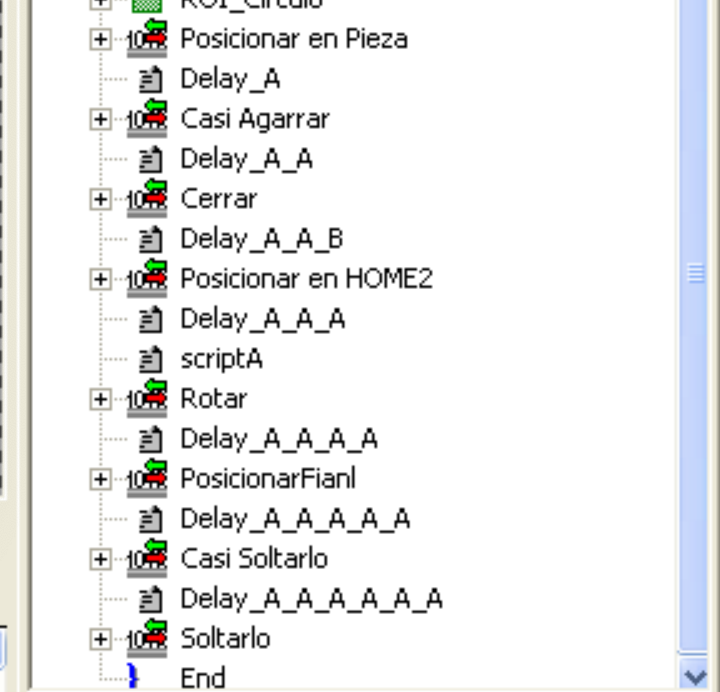 ROI_Circulo
Posicionar en Pieza
Delay_A
Casi Agarrar
Delay_A_A
Cerrar
Delay_A_A_B
Posicionar en HOME2
Delay_A_A_A
scriptA
Rotar
Delay_A_A_A_A
PosicionarFianl
Delay_A_A_A_A_A
Casi Soltarlo
Delay_A_A_A_A_A_A
Soltarlo
} End